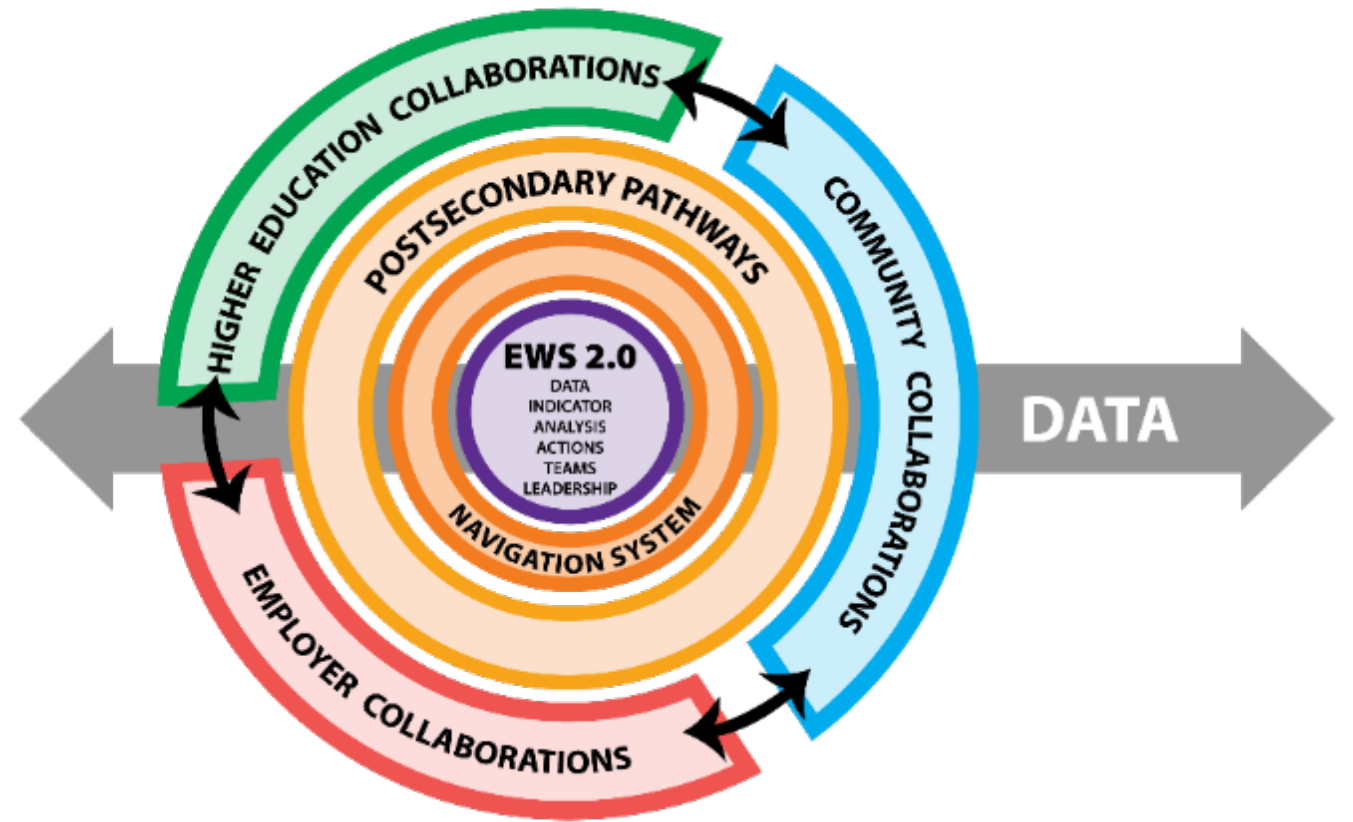 HIGHER EDUCATION COLLABORATIONS
COMMUNITY COLLABORATIONS
POSTSECONDARY PATHWAYS
EWS 2.0
DATA
INDICATOR
ANALYSIS
ACTIONS
TEAMS
LEADERSHIP
NAVIGATION SYSTEM
DATA
EMPLOYER COLLABORATIONS